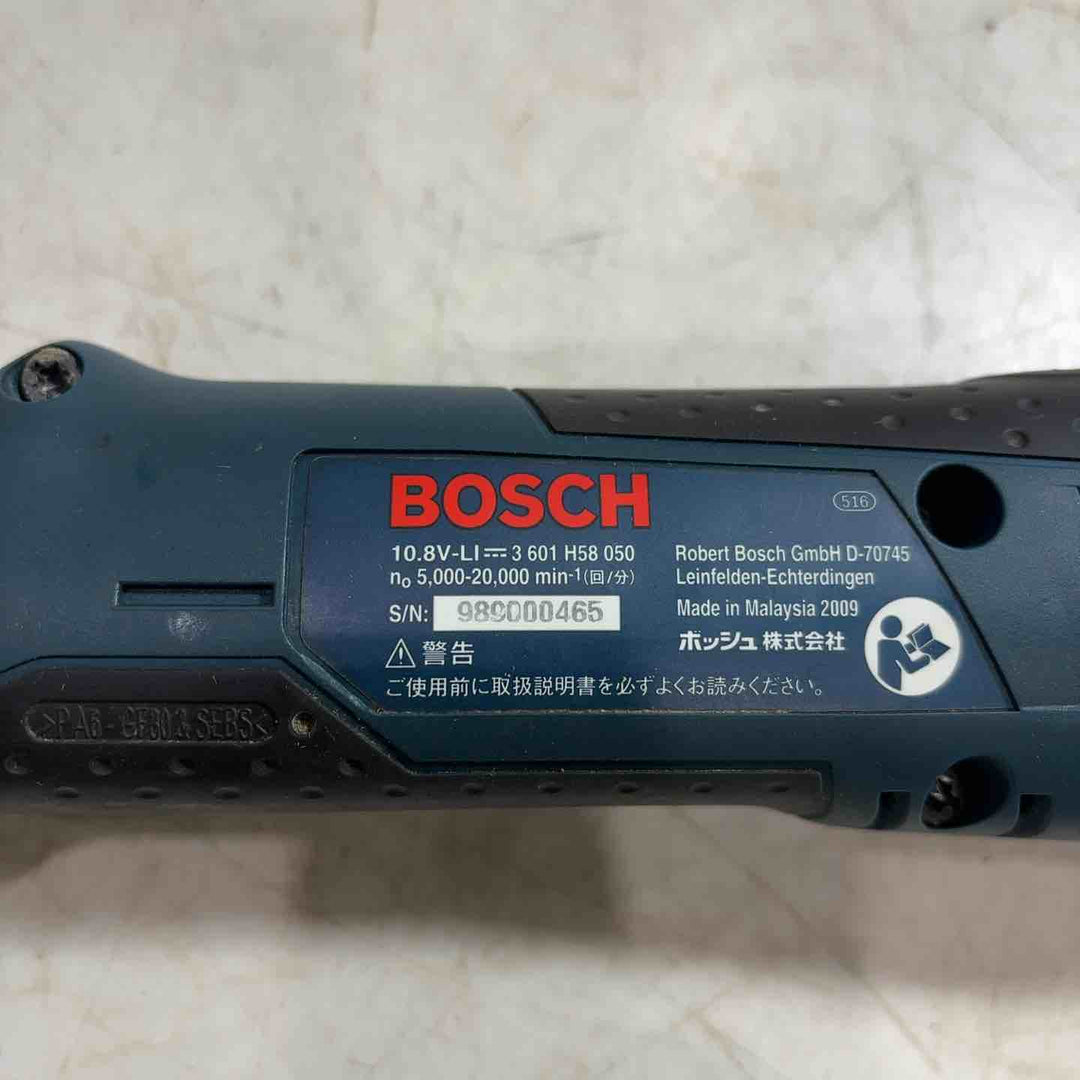 BOSCH
516
10.8V-LI⎓ 3 601 H58 050
n₀ 5,000-20,000 min⁻¹(回/分)
S/N: 989000465
Robert Bosch GmbH D-70745
Leinfelden-Echterdingen
Made in Malaysia 2009
ボッシュ株式会社
⚠警告
ご使用前に取扱説明書を必ずよくお読みください。
>PA6-GF30& SEBS<